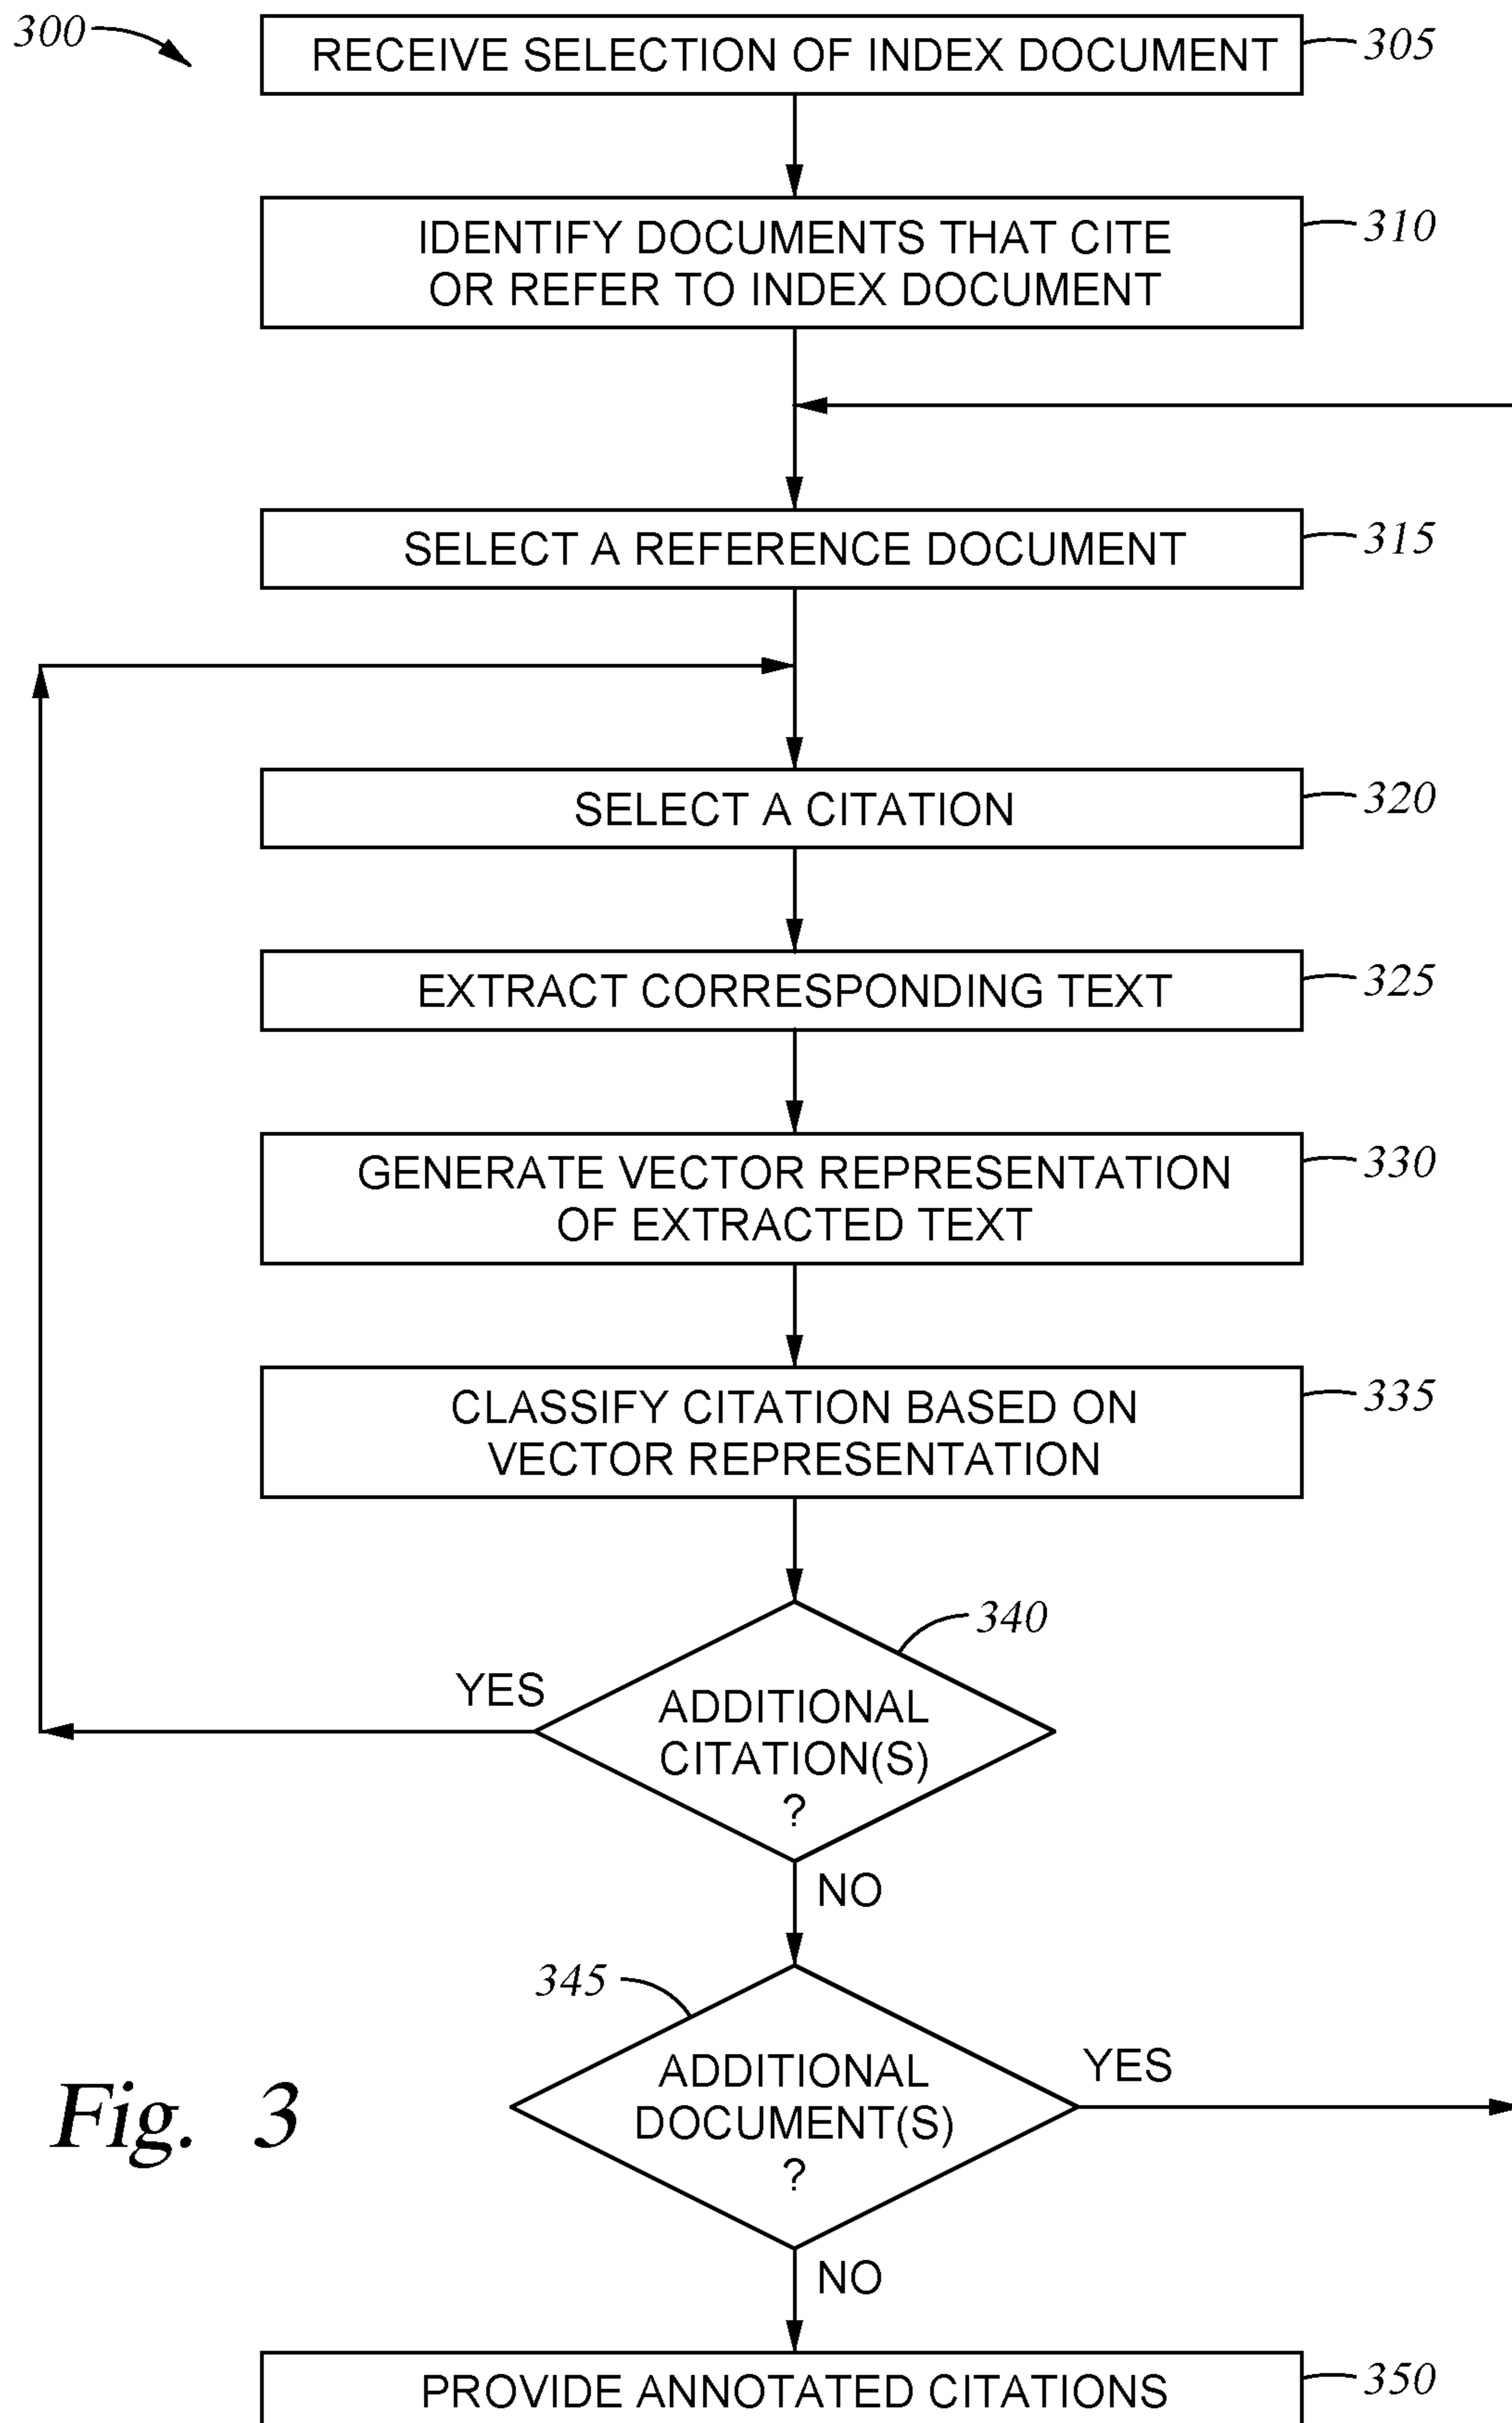 300
RECEIVE SELECTION OF INDEX DOCUMENT
305
IDENTIFY DOCUMENTS THAT CITE
OR REFER TO INDEX DOCUMENT
310
SELECT A REFERENCE DOCUMENT
315
SELECT A CITATION
320
EXTRACT CORRESPONDING TEXT
325
GENERATE VECTOR REPRESENTATION
OF EXTRACTED TEXT
330
CLASSIFY CITATION BASED ON
VECTOR REPRESENTATION
335
340
YES
ADDITIONAL
CITATION(S)
?
NO
345
ADDITIONAL
DOCUMENT(S)
?
YES
NO
Fig. 3
PROVIDE ANNOTATED CITATIONS
350